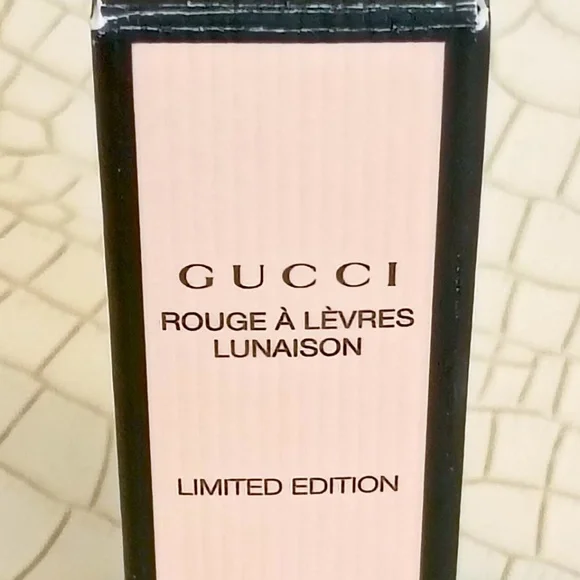 GUCCI
ROUGE À LÈVRES
LUNAISON
LIMITED EDITION